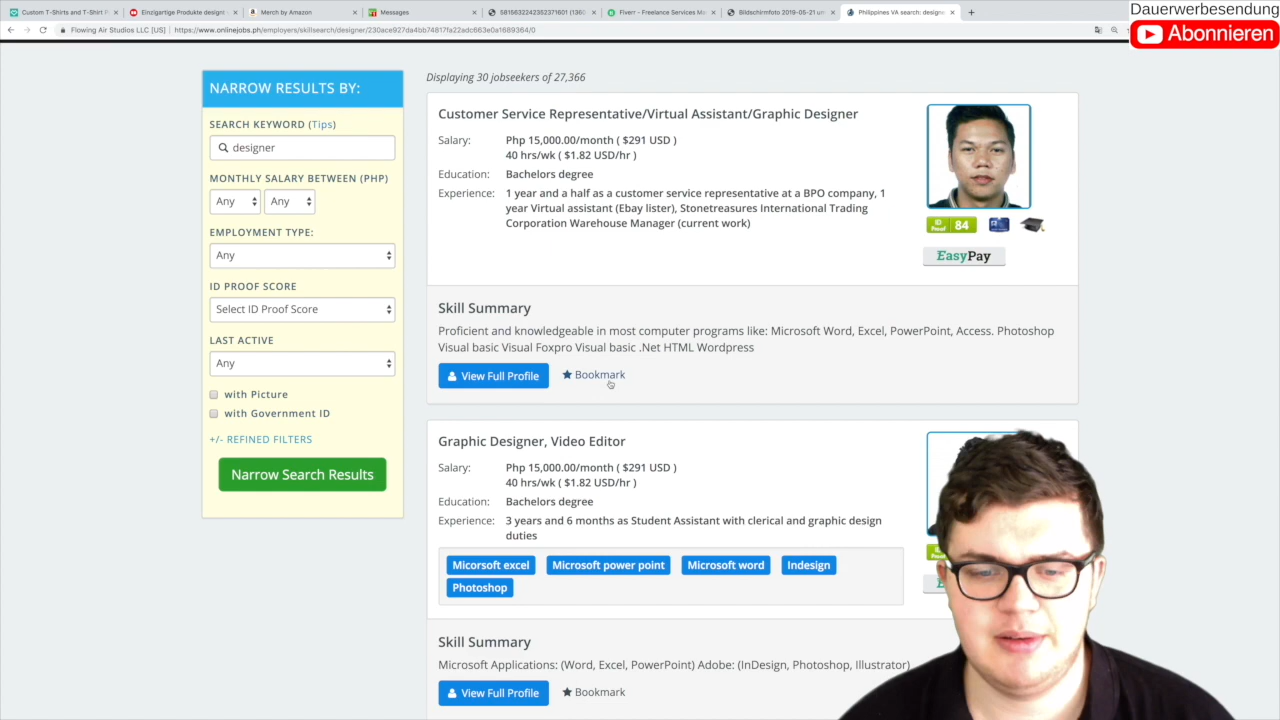 Custom T-Shirts and T-Shirt P
Einzigartige Produkte designt
Merch by Amazon
Messages
Fiverr - Freelance Services Ma
Bildschirmfoto 2019-05-21 um
Philippines VA search: designe
Dauerwerbesendung
Abonnieren
Flowing Air Studios LLC [US] | https://www.onlinejobs.ph/employers/skillsearch/designer/230ace927da4bb74817fa22adc663e0a1689364/0
NARROW RESULTS BY:
SEARCH KEYWORD (Tips)
designer
MONTHLY SALARY BETWEEN (PHP)
Any Any
EMPLOYMENT TYPE:
Any
ID PROOF SCORE
Select ID Proof Score
LAST ACTIVE
Any
with Picture
with Government ID
+/- REFINED FILTERS
Narrow Search Results
Displaying 30 jobseekers of 27,366
Customer Service Representative/Virtual Assistant/Graphic Designer
Salary: Php 15,000.00/month ( $291 USD )
40 hrs/wk ( $1.82 USD/hr )
Education: Bachelors degree
Experience: 1 year and a half as a customer service representative at a BPO company, 1
year Virtual assistant (Ebay lister), Stonetreasures International Trading
Corporation Warehouse Manager (current work)
ID Proof 84
EasyPay
Skill Summary
Proficient and knowledgeable in most computer programs like: Microsoft Word, Excel, PowerPoint, Access. Photoshop
Visual basic Visual Foxpro Visual basic .Net HTML Wordpress
View Full Profile Bookmark
Graphic Designer, Video Editor
Salary: Php 15,000.00/month ( $291 USD )
40 hrs/wk ( $1.82 USD/hr )
Education: Bachelors degree
Experience: 3 years and 6 months as Student Assistant with clerical and graphic design
duties
Micorsoft excel Microsoft power point Microsoft word Indesign
Photoshop
Skill Summary
Microsoft Applications: (Word, Excel, PowerPoint) Adobe: (InDesign, Photoshop, Illustrator)
View Full Profile Bookmark